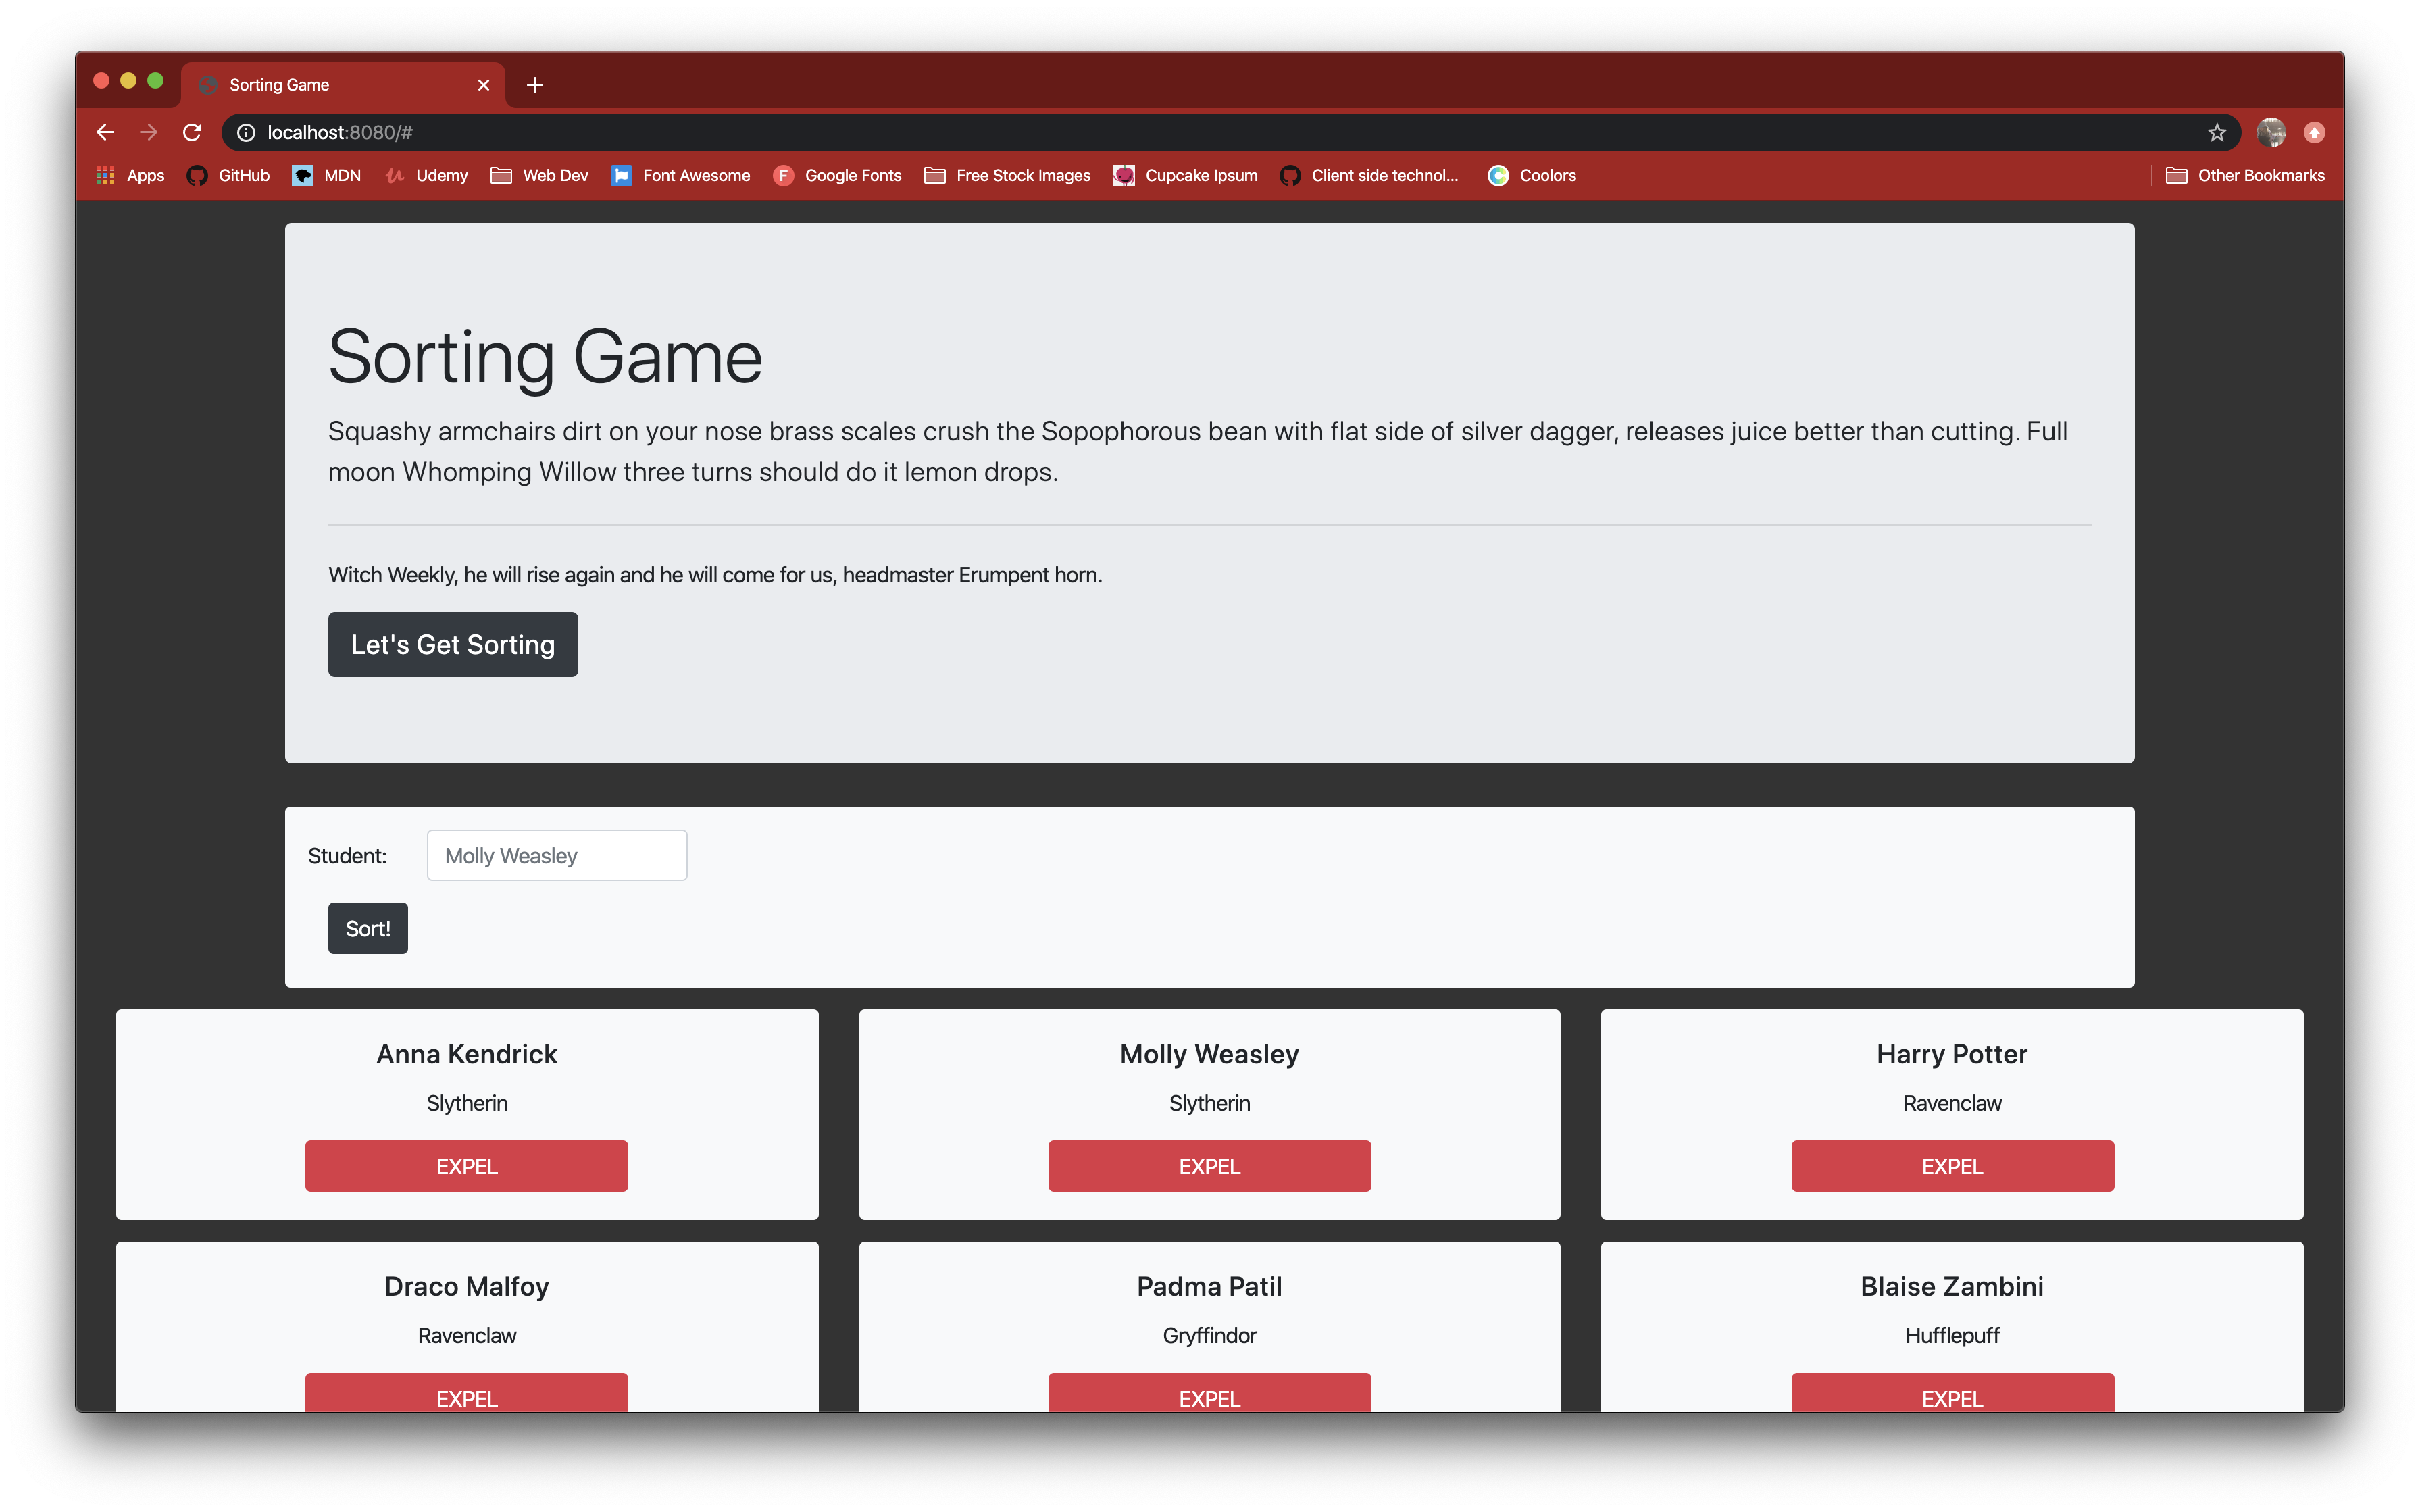 Sorting Game
localhost:8080/#
Apps GitHub MDN Udemy Web Dev Font Awesome Google Fonts Free Stock Images Cupcake Ipsum Client side technol... Coolors Other Bookmarks
Sorting Game
Squashy armchairs dirt on your nose brass scales crush the Sopophorous bean with flat side of silver dagger, releases juice better than cutting. Full
moon Whomping Willow three turns should do it lemon drops.
Witch Weekly, he will rise again and he will come for us, headmaster Erumpent horn.
Let's Get Sorting
Student: Molly Weasley
Sort!
Anna Kendrick
Slytherin
EXPEL
Molly Weasley
Slytherin
EXPEL
Harry Potter
Ravenclaw
EXPEL
Draco Malfoy
Ravenclaw
EXPEL
Padma Patil
Gryffindor
EXPEL
Blaise Zambini
Hufflepuff
EXPEL